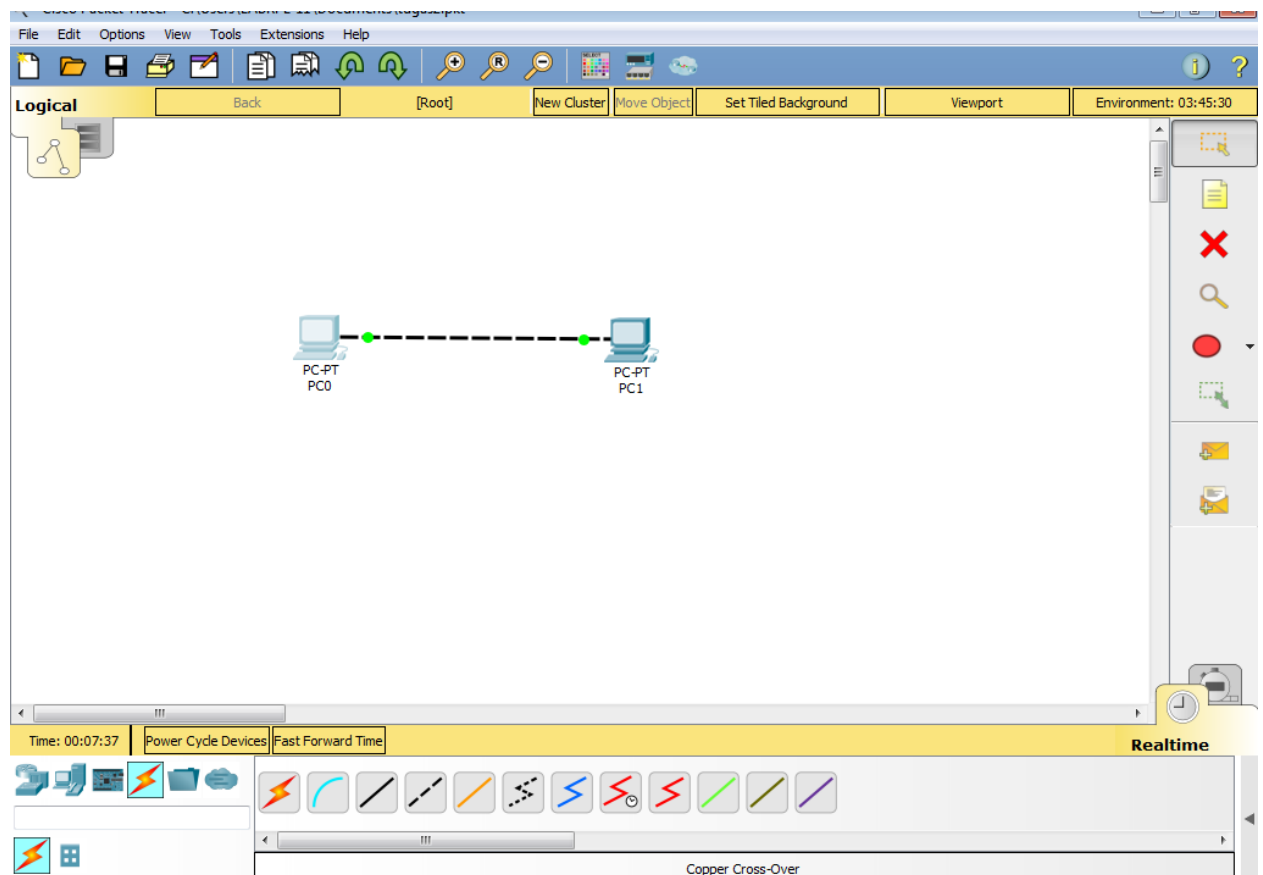 File Edit Options View Tools Extensions Help
Logical Back [Root] New Cluster Move Object Set Tiled Background Viewport Environment: 03:45:30
PC-PT
PC0
PC-PT
PC1
Time: 00:07:37 Power Cycle Devices Fast Forward Time Realtime
Copper Cross-Over